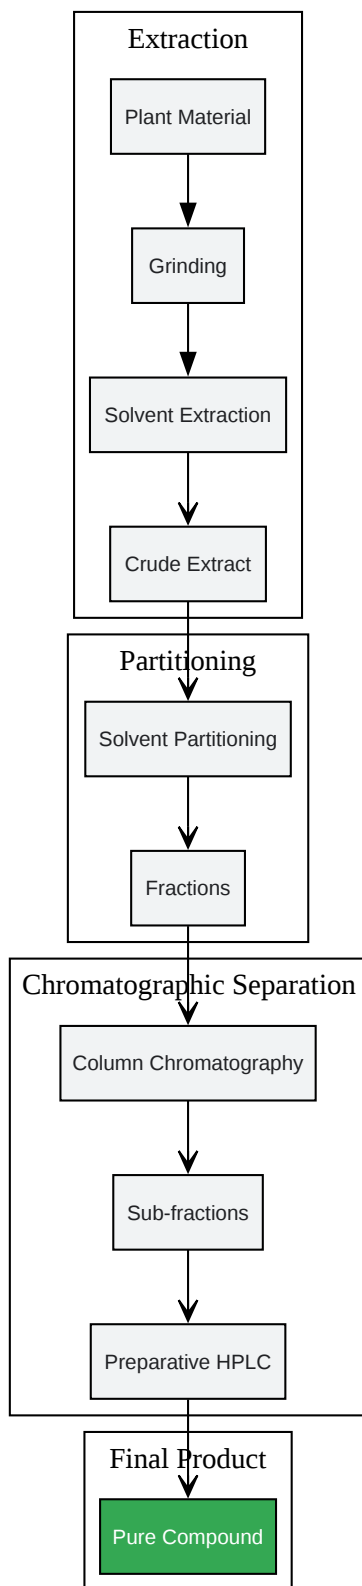 Extraction
Plant Material
Grinding
Solvent Extraction
Crude Extract
Partitioning
Solvent Partitioning
Fractions
Chromatographic Separation
Column Chromatography
Sub-fractions
Preparative HPLC
Final Product
Pure Compound